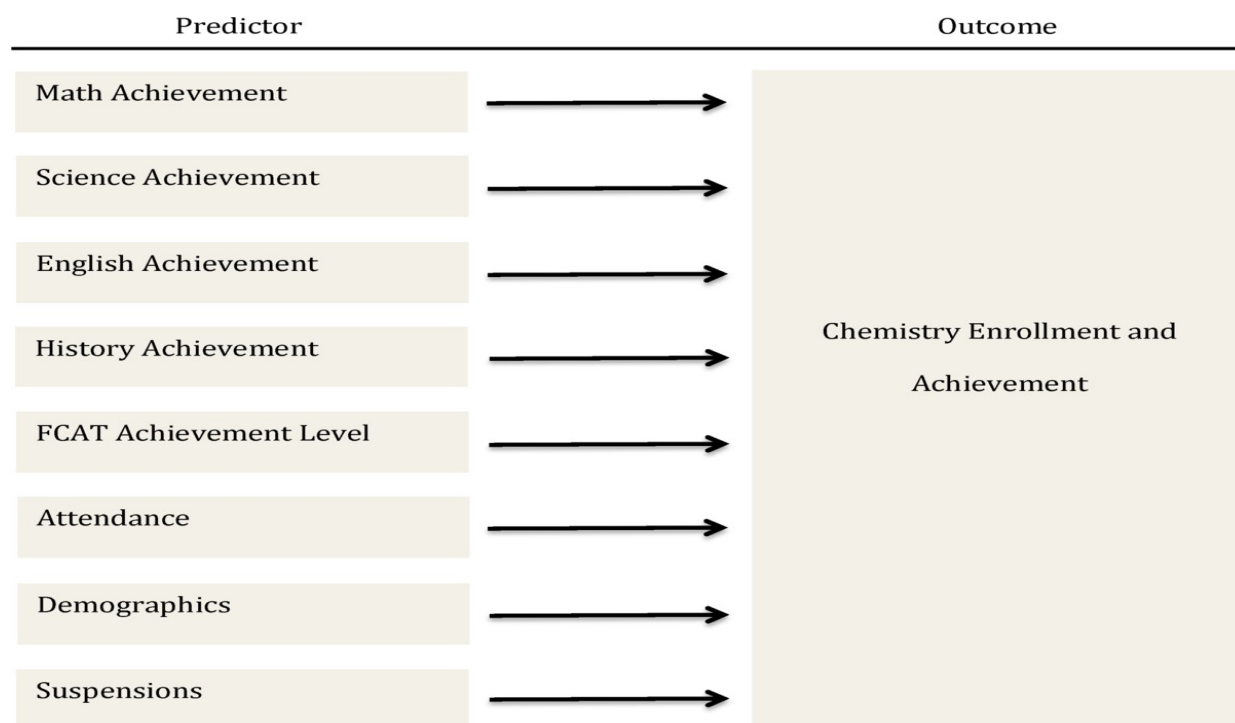 Predictor
Outcome
Math Achievement
Science Achievement
English Achievement
History Achievement
FCAT Achievement Level
Attendance
Demographics
Suspensions
Chemistry Enrollment and
Achievement